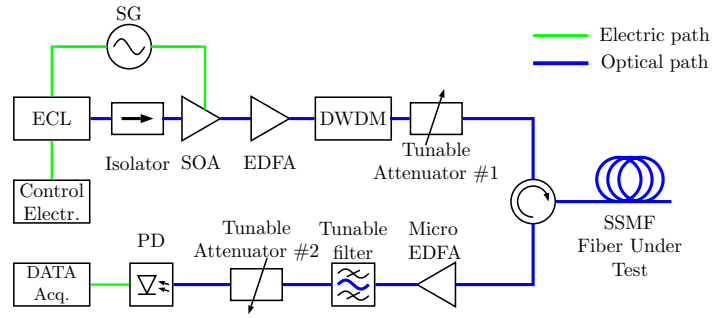 SG
Electric path
Optical path
ECL
DWDM
Isolator
SOA
EDFA
Tunable
Attenuator #1
Control
Electr.
SSMF
Fiber Under
Test
PD
Tunable
Attenuator #2
Tunable
filter
Micro
EDFA
DATA
Acq.